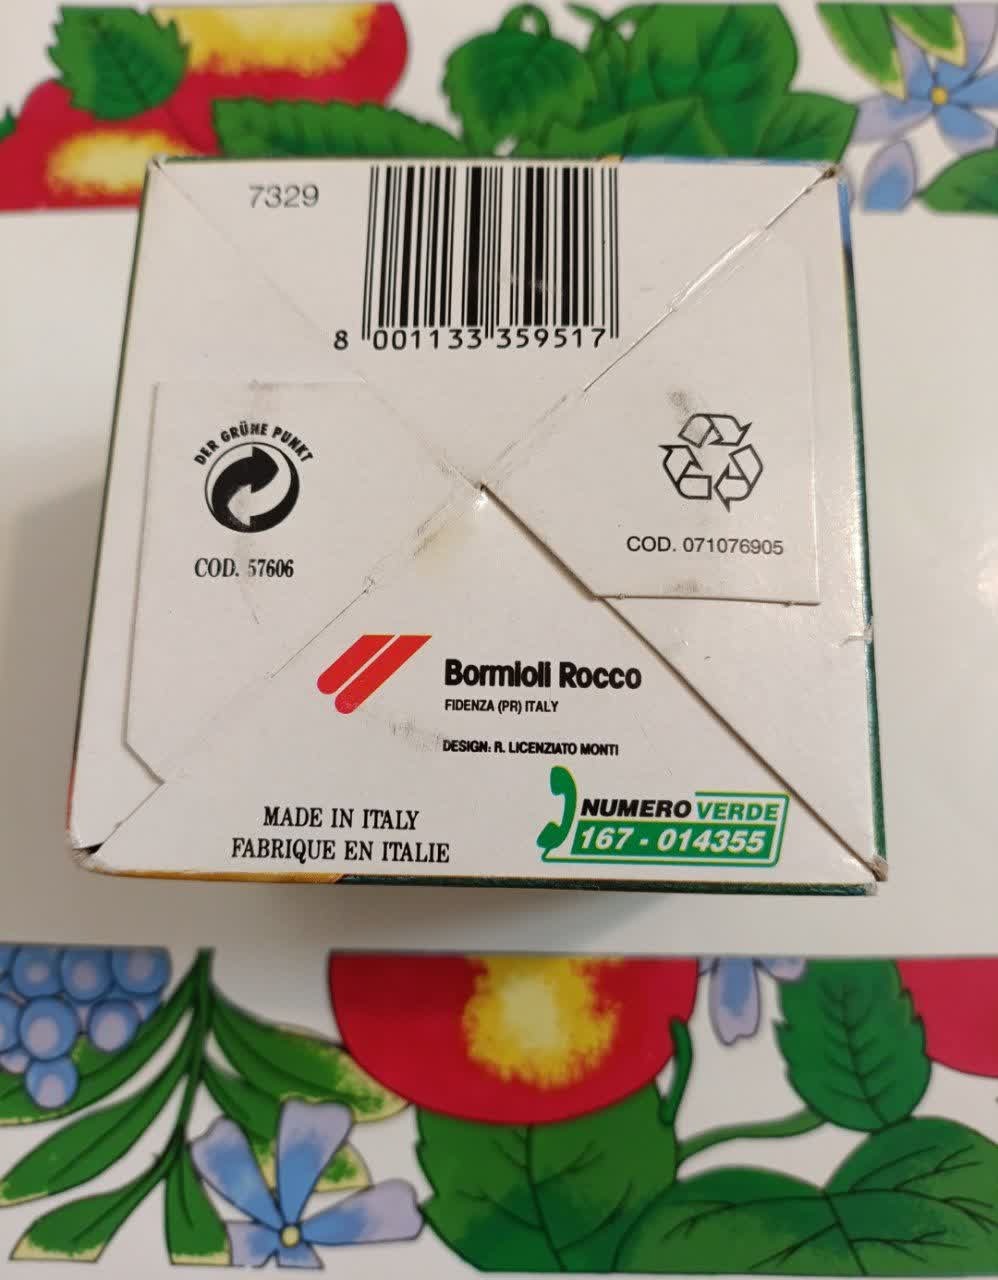 7329
8 001133 359517
DER GRÜNE PUNKT
COD. 57606
COD. 071076905
Bormioli Rocco
FIDENZA (PR) ITALY
DESIGN: R. LICENZIATO MONTI
MADE IN ITALY
FABRIQUE EN ITALIE
NUMERO VERDE
167 - 014355